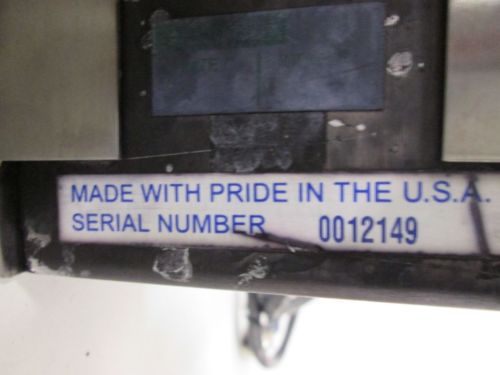 MADE WITH PRIDE IN THE U.S.A.
SERIAL NUMBER 0012149